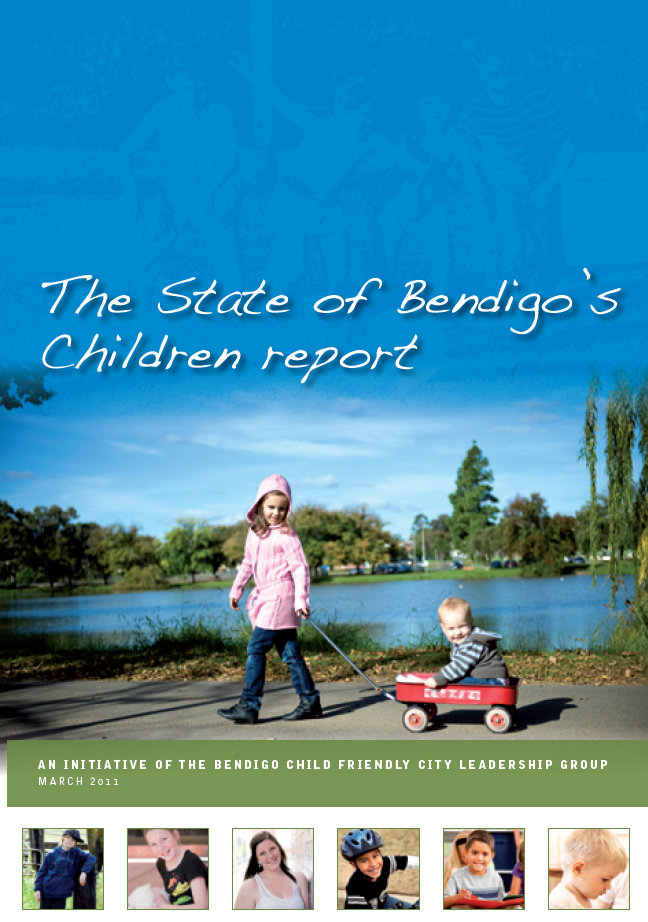 The State of Bendigo's
Children report
AN INITIATIVE OF THE BENDIGO CHILD FRIENDLY CITY LEADERSHIP GROUP
MARCH 2011